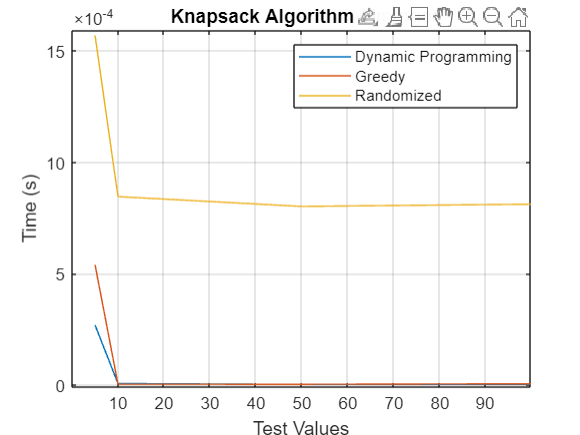 ×10⁻⁴
Knapsack Algorithm
Dynamic Programming
Greedy
Randomized
15
10
5
0
Time (s)
10 20 30 40 50 60 70 80 90
Test Values